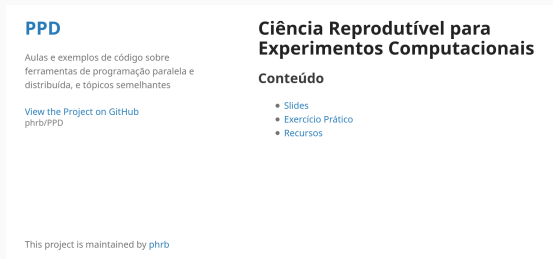 PPD
Aulas e exemplos de código sobre
ferramentas de programação paralela e
distribuída, e tópicos semelhantes
View the Project on GitHub
phrb/PPD
This project is maintained by phrb
Ciência Reprodutível para
Experimentos Computacionais
Conteúdo
Slides
Exercício Prático
Recursos